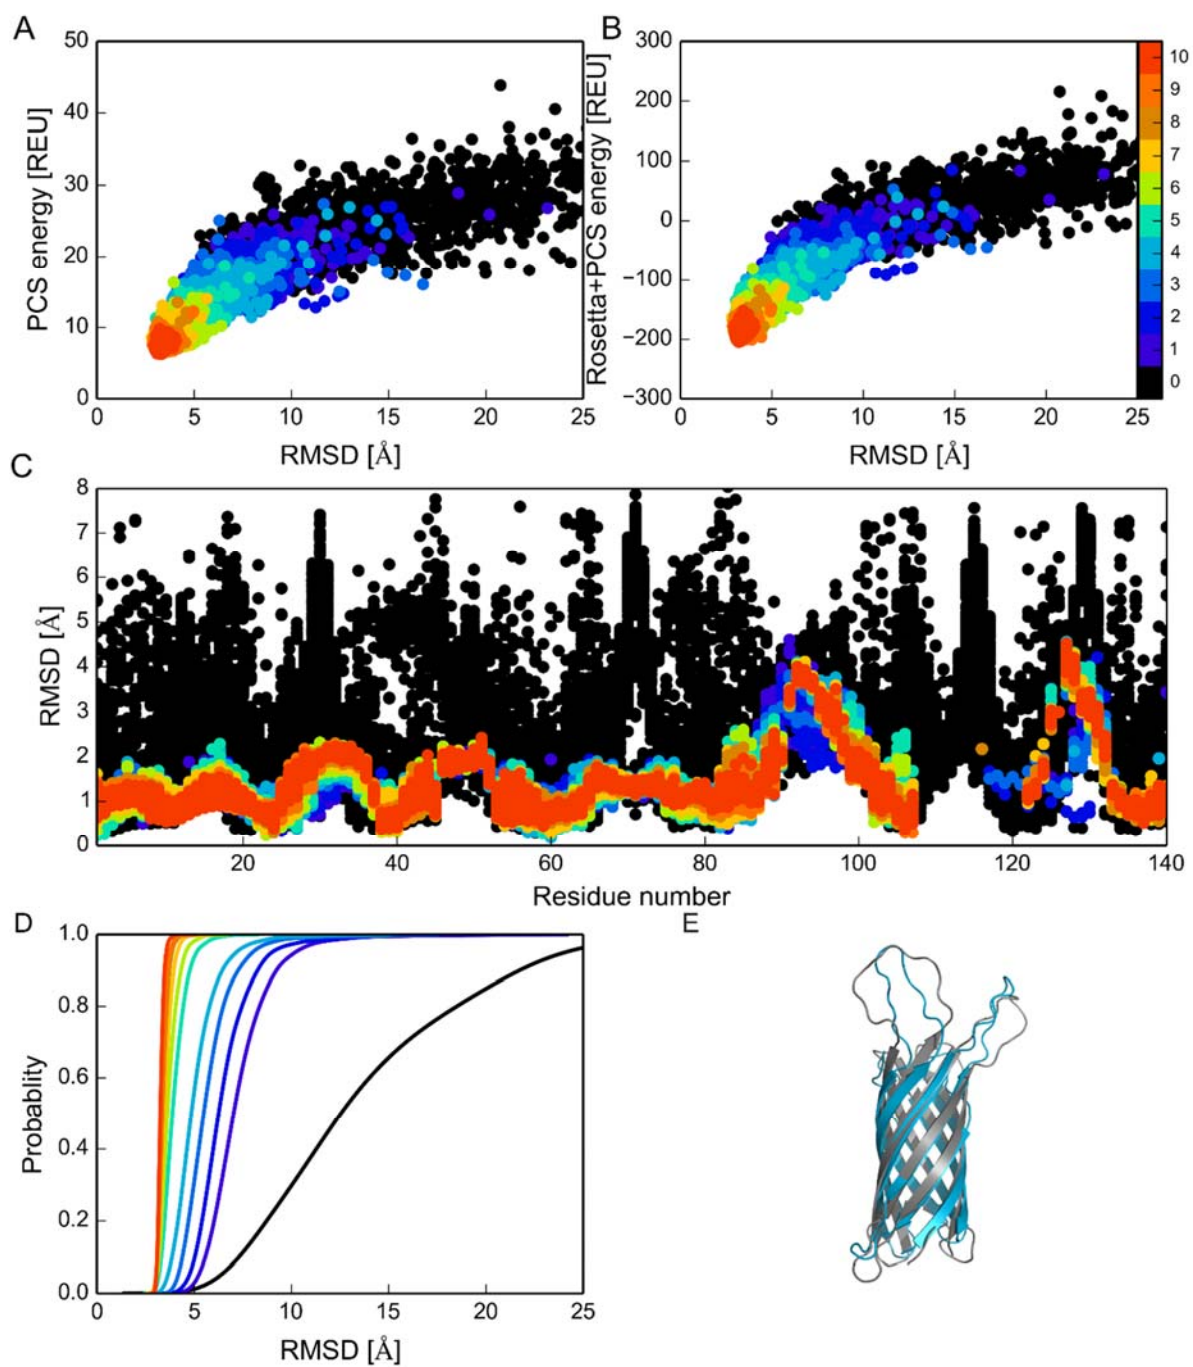 A
B
50
40
30
20
10
0
PCS energy [REU]
0 5 10 15 20 25
RMSD [Å]
300
200
100
0
−100
−200
−300
Rosetta+PCS energy [REU]
0 5 10 15 20 25
RMSD [Å]
10
9
8
7
6
5
4
3
2
1
0
C
8
7
6
5
4
3
2
1
0
RMSD [Å]
20 40 60 80 100 120 140
Residue number
D
1.0
0.8
0.6
0.4
0.2
0.0
Probablity
0 5 10 15 20 25
RMSD [Å]
E